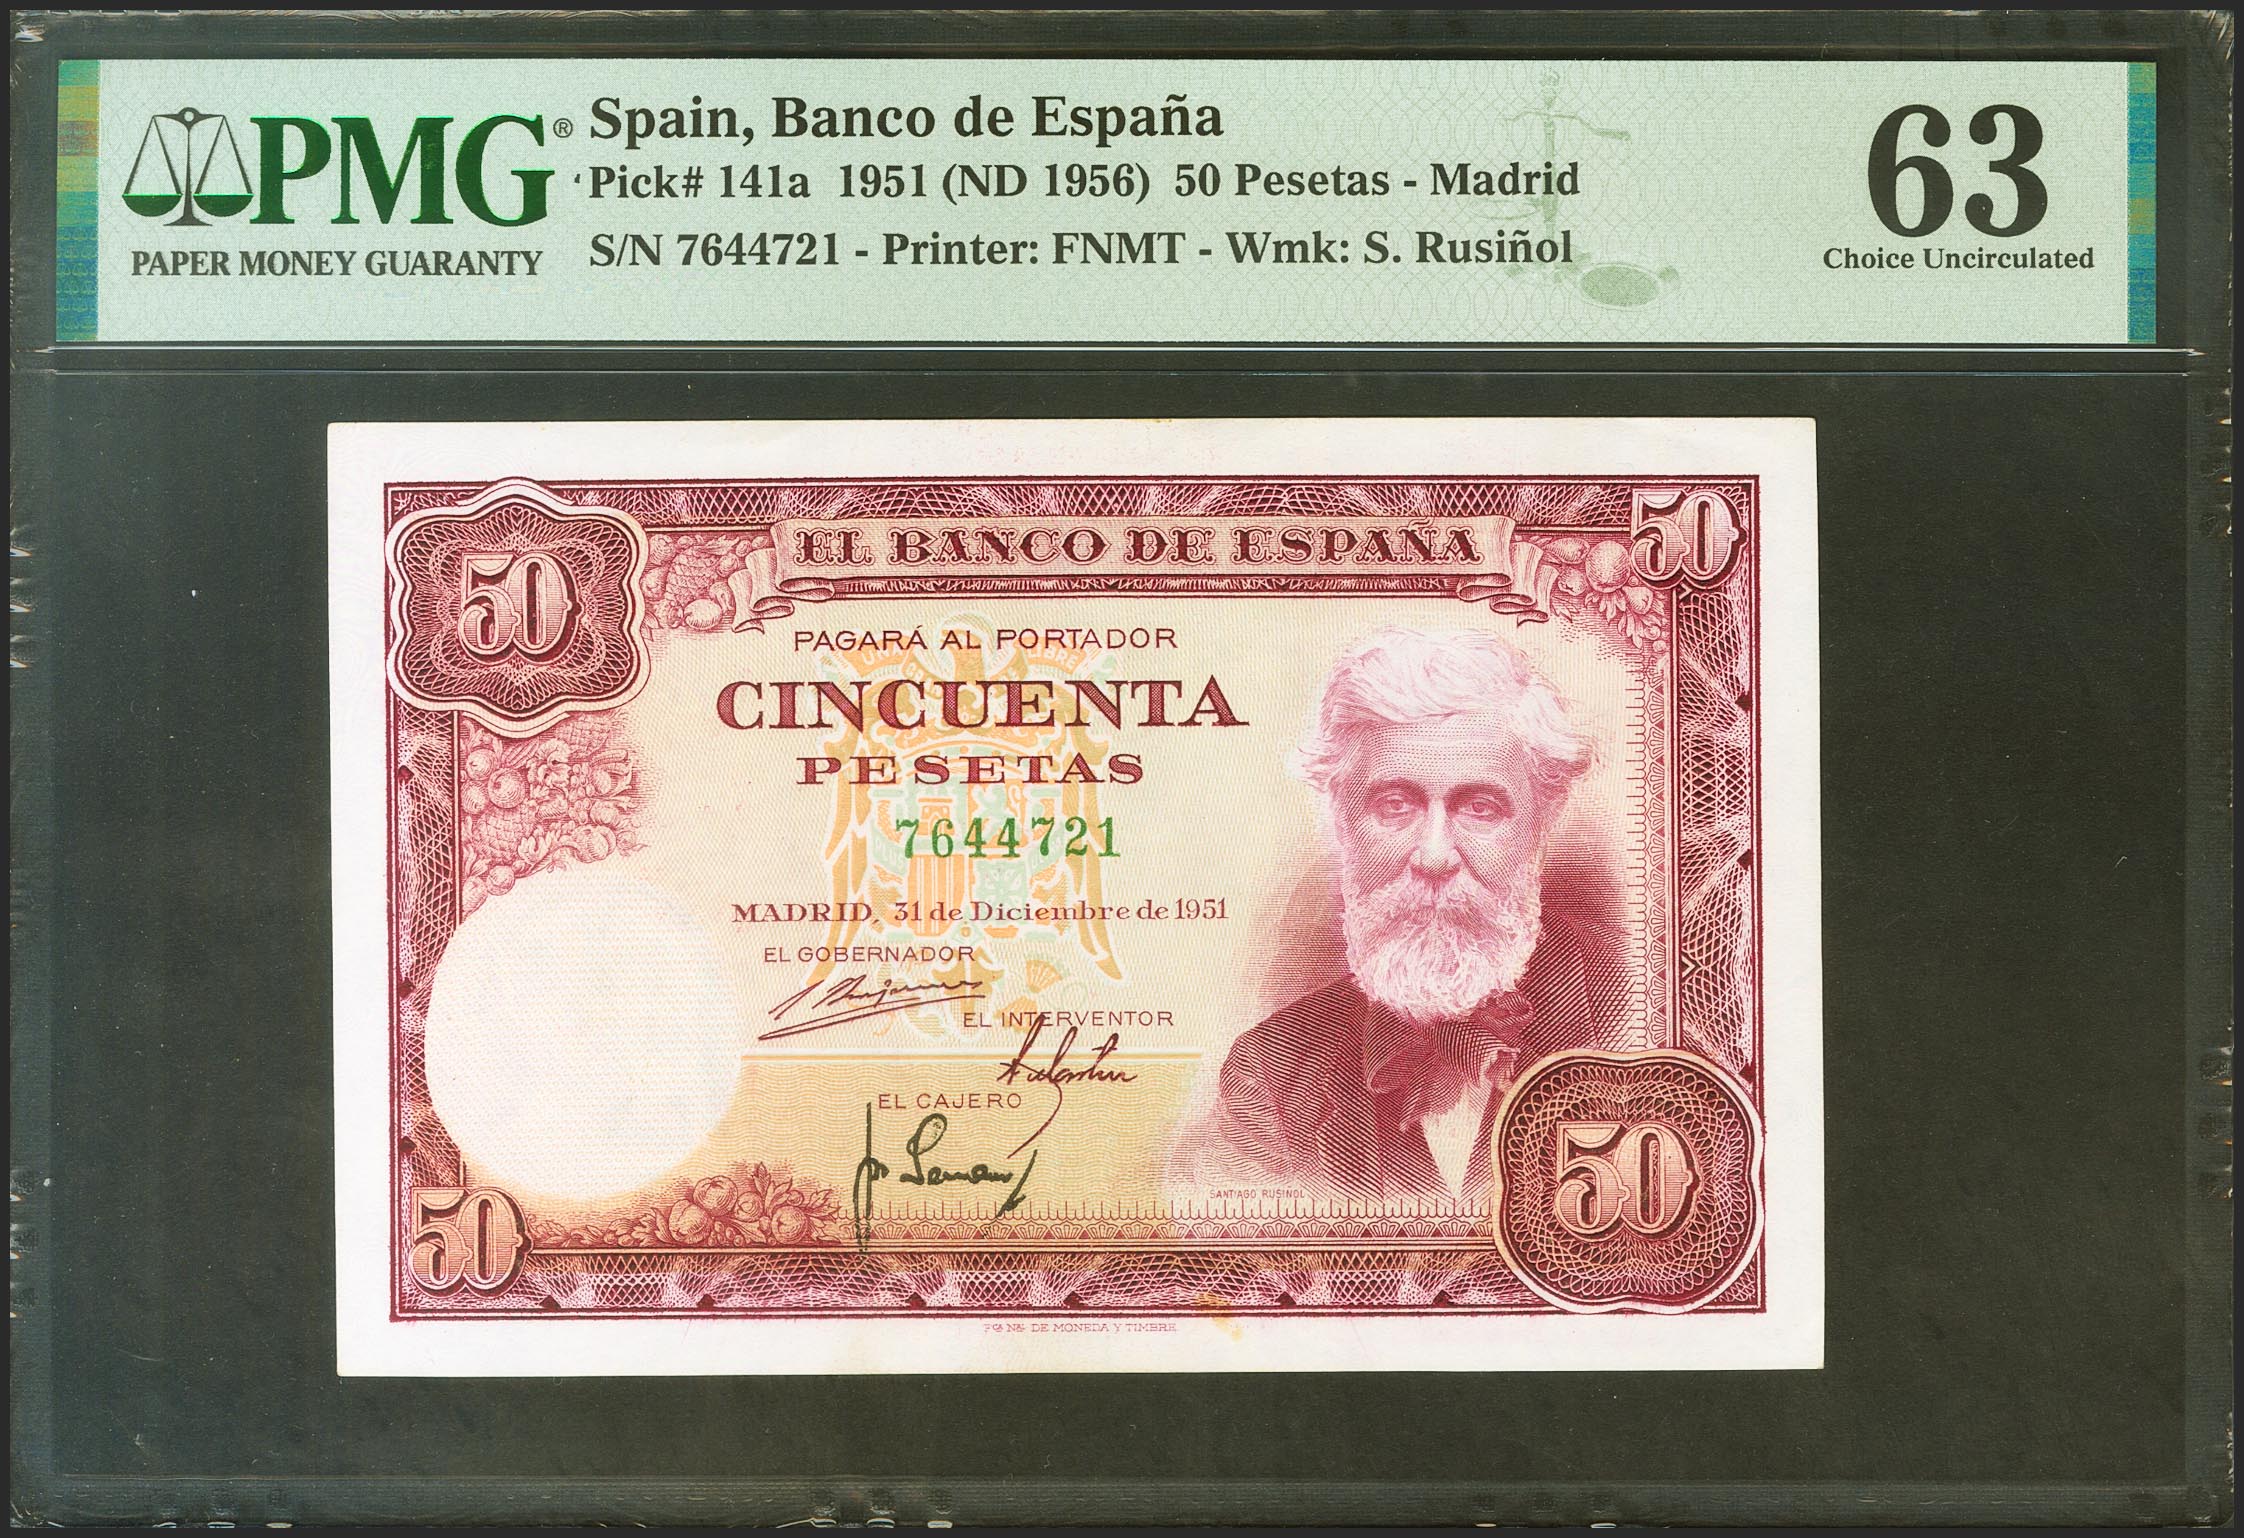 PMG®
PAPER MONEY GUARANTY
Spain, Banco de España
Pick# 141a 1951 (ND 1956) 50 Pesetas - Madrid
S/N 7644721 - Printer: FNMT - Wmk: S. Rusiñol
63
Choice Uncirculated
50
EL BANCO DE ESPAÑA
50
PAGARÁ AL PORTADOR
CINCUENTA
PESETAS
7644721
MADRID, 31 de Diciembre de 1951
EL GOBERNADOR
EL INTERVENTOR
EL CAJERO
SANTIAGO RUSIÑOL
50
50
DE MONEDA Y TIMBRE